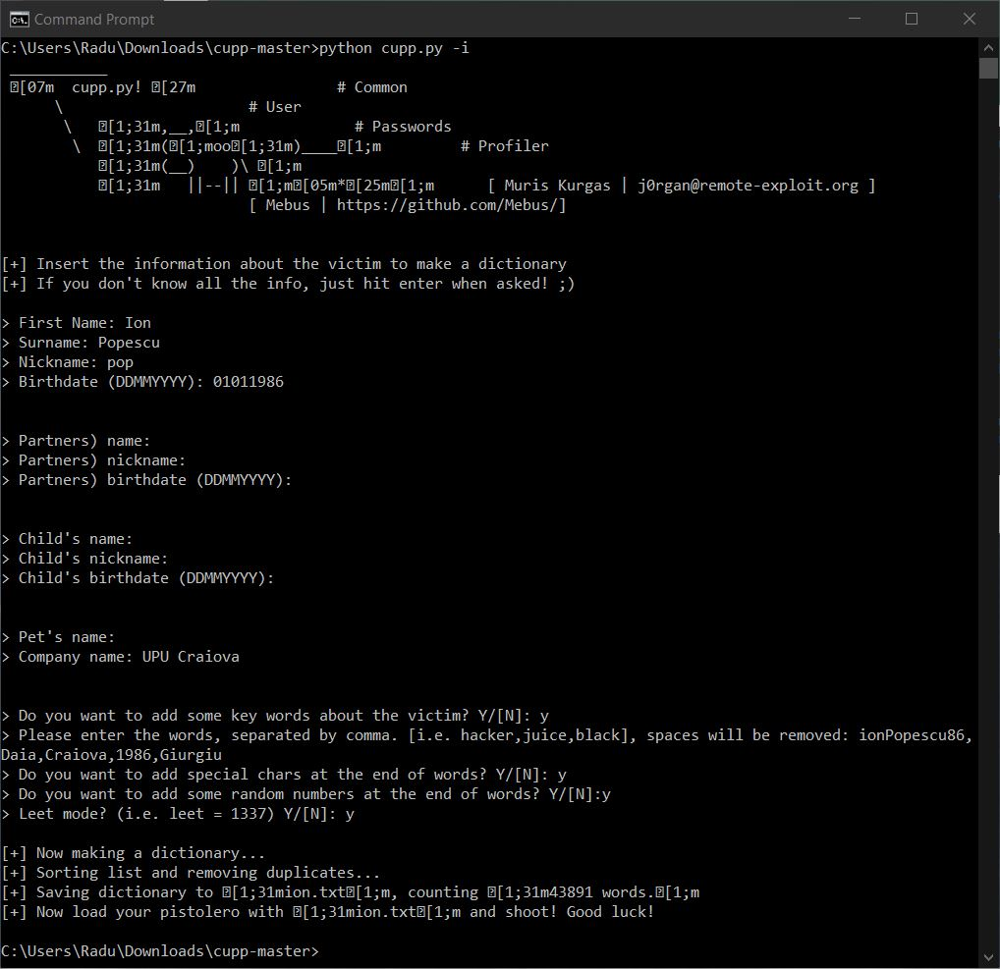 Command Prompt
C:\Users\Radu\Downloads\cupp-master>python cupp.py -i
 ___________
 [07m  cupp.py! [27m                # Common
      \                     # User
       \   [1;31m,__,[1;m             # Passwords
        \  [1;31m([1;moo[1;31m)____[1;m         # Profiler
           [1;31m(__)    )\ [1;m
           [1;31m   ||--|| [1;m[05m*[25m[1;m      [ Muris Kurgas | j0rgan@remote-exploit.org ]
                            [ Mebus | https://github.com/Mebus/]
[+] Insert the information about the victim to make a dictionary
[+] If you don't know all the info, just hit enter when asked! ;)
> First Name: Ion
> Surname: Popescu
> Nickname: pop
> Birthdate (DDMMYYYY): 01011986
> Partners) name:
> Partners) nickname:
> Partners) birthdate (DDMMYYYY):
> Child's name:
> Child's nickname:
> Child's birthdate (DDMMYYYY):
> Pet's name:
> Company name: UPU Craiova
> Do you want to add some key words about the victim? Y/[N]: y
> Please enter the words, separated by comma. [i.e. hacker,juice,black], spaces will be removed: ionPopescu86,
Daia,Craiova,1986,Giurgiu
> Do you want to add special chars at the end of words? Y/[N]: y
> Do you want to add some random numbers at the end of words? Y/[N]:y
> Leet mode? (i.e. leet = 1337) Y/[N]: y
[+] Now making a dictionary...
[+] Sorting list and removing duplicates...
[+] Saving dictionary to [1;31mion.txt[1;m, counting [1;31m43891 words.[1;m
[+] Now load your pistolero with [1;31mion.txt[1;m and shoot! Good luck!
C:\Users\Radu\Downloads\cupp-master>